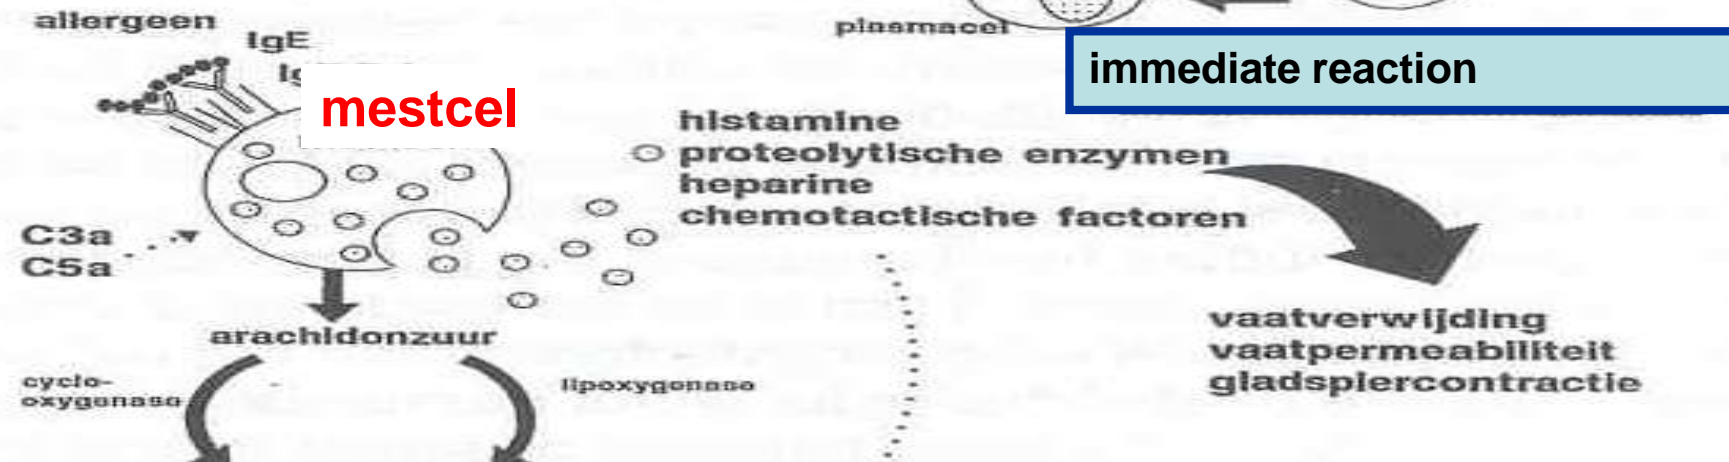 allergeen
IgE
plasmacel
immediate reaction
mestcel
histamine
proteolytische enzymen
heparine
chemotactische factoren
C3a
C5a
arachidonzuur
cyclo-
oxygenase
lipoxygenase
vaatverwijding
vaatpermeabiliteit
gladspiercontractie